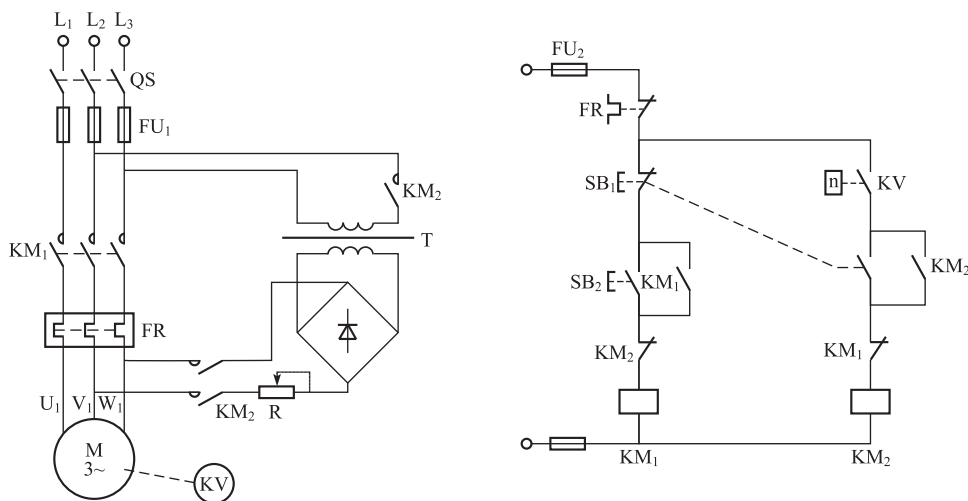 L₁ L₂ L₃
QS
FU₁
KM₂
T
KM₁
FR
KM₂
R
U₁ V₁ W₁
M
3~
KV
FU₂
FR
SB₁
n
KV
SB₂
KM₁
KM₂
KM₂
KM₁
KM₁
KM₂